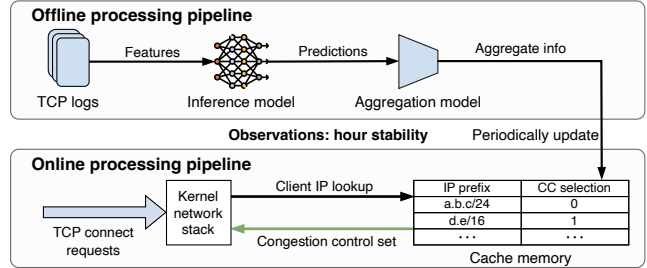 Offline processing pipeline
Features
Predictions
Aggregate info
TCP logs
Inference model
Aggregation model
Observations: hour stability
Periodically update
Online processing pipeline
TCP connect
requests
Kernel
network
stack
Client IP lookup
Congestion control set
IP prefix CC selection
a.b.c/24 0
d.e/16 1
... ...
Cache memory